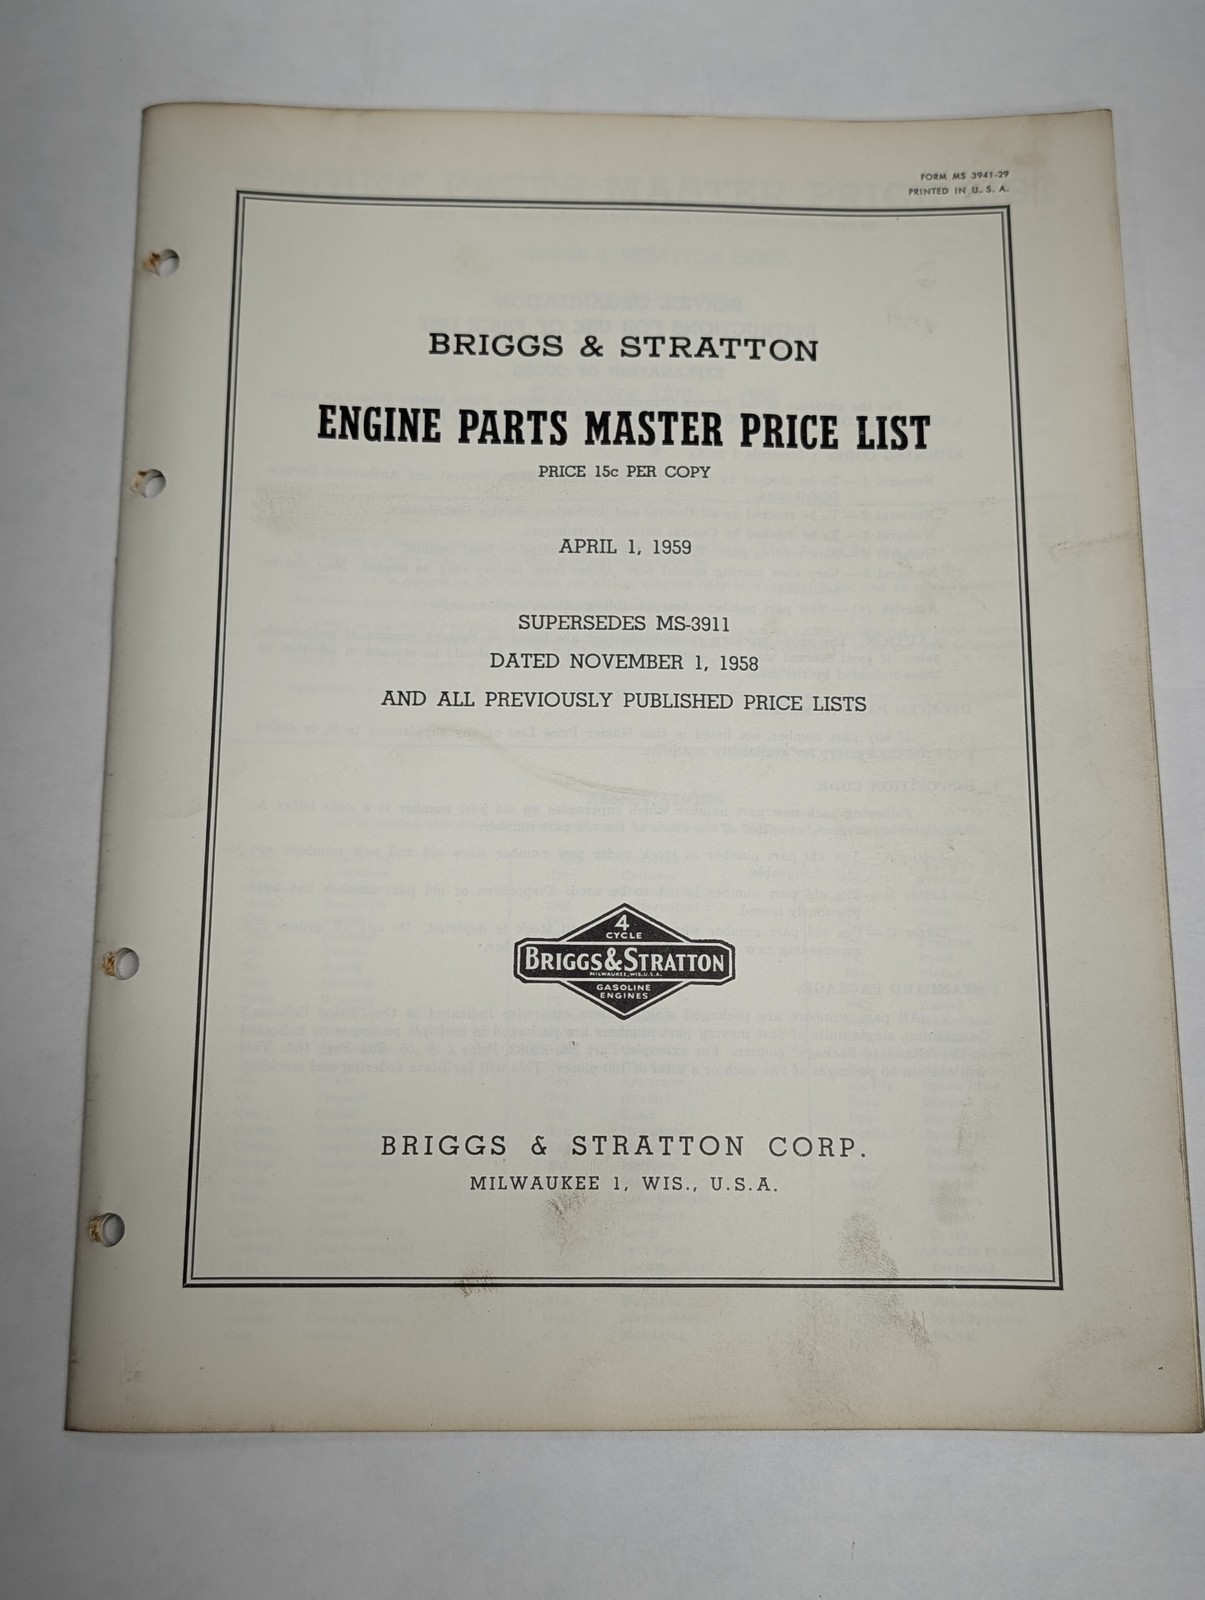 FORM MS 3941-29
PRINTED IN U. S. A.
BRIGGS & STRATTON
ENGINE PARTS MASTER PRICE LIST
PRICE 15c PER COPY
APRIL 1, 1959
SUPERSEDES MS-3911
DATED NOVEMBER 1, 1958
AND ALL PREVIOUSLY PUBLISHED PRICE LISTS
4
CYCLE
BRIGGS&STRATTON
MILWAUKEE, WIS. U.S.A.
GASOLINE
ENGINES
BRIGGS & STRATTON CORP.
MILWAUKEE 1, WIS., U.S.A.